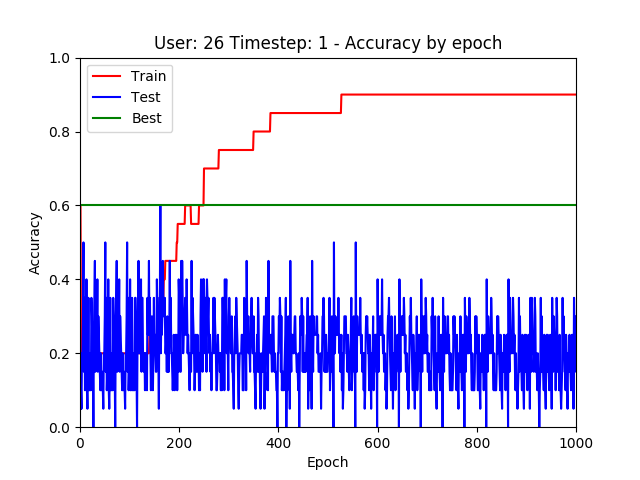 User: 26 Timestep: 1 - Accuracy by epoch
1.0
0.8
0.6
0.4
0.2
0.0
Accuracy
Train
Test
Best
0 200 400 600 800 1000
Epoch